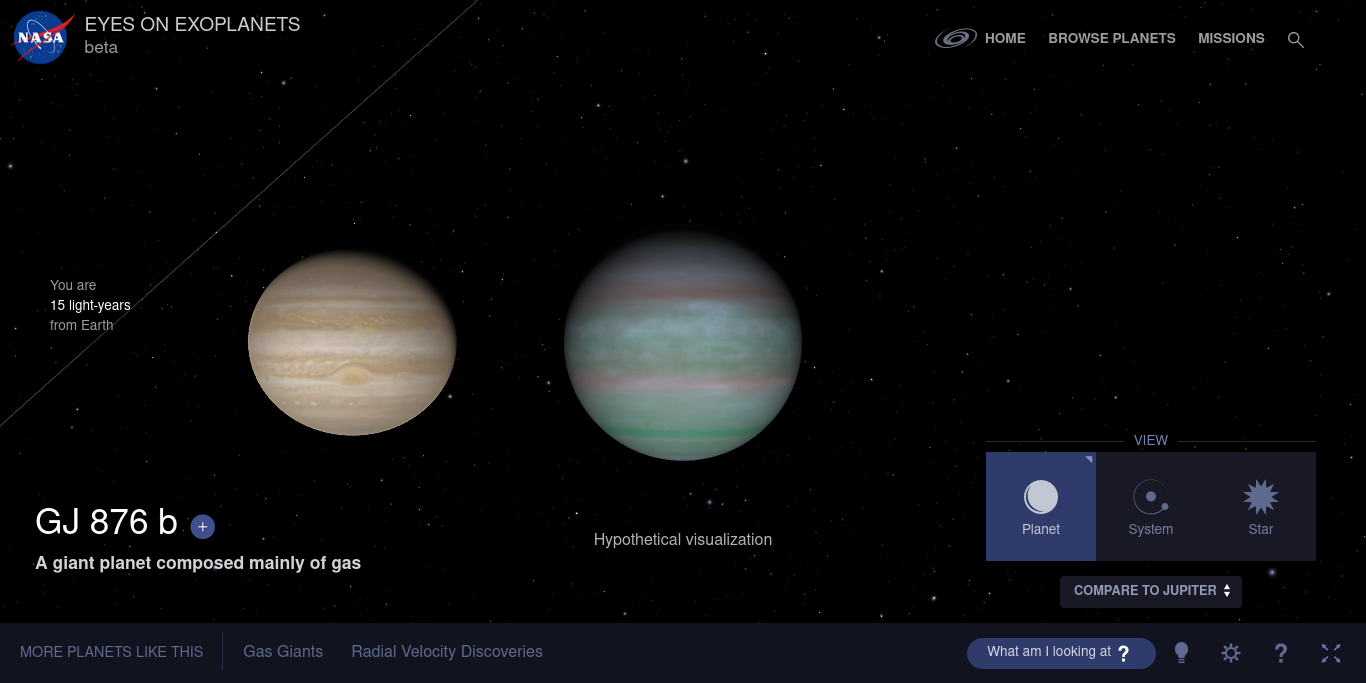 NASA
EYES ON EXOPLANETS
beta
HOME
BROWSE PLANETS
MISSIONS
You are
15 light-years
from Earth
VIEW
Planet
System
Star
GJ 876 b +
A giant planet composed mainly of gas
Hypothetical visualization
COMPARE TO JUPITER
MORE PLANETS LIKE THIS
Gas Giants
Radial Velocity Discoveries
What am I looking at ?
?